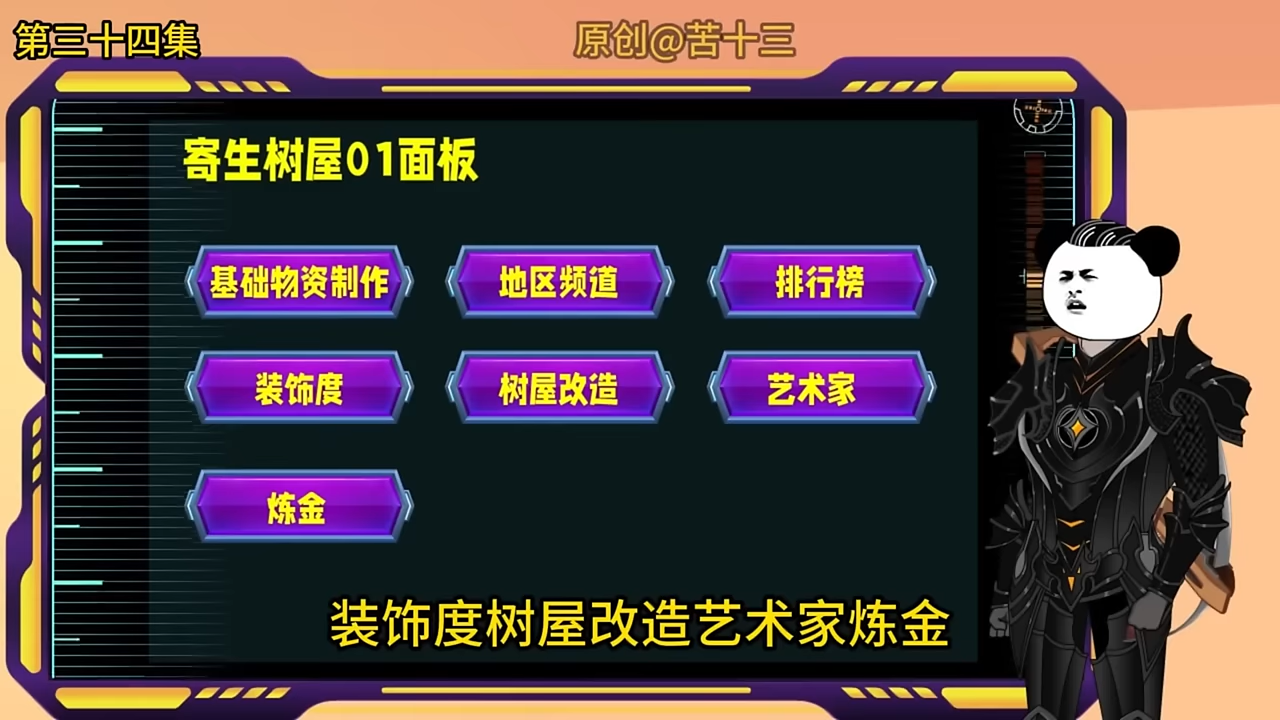 第三十四集
原创@苦十三
寄生树屋01面板
基础物资制作
地区频道
排行榜
装饰度
树屋改造
艺术家
炼金
装饰度树屋改造艺术家炼金